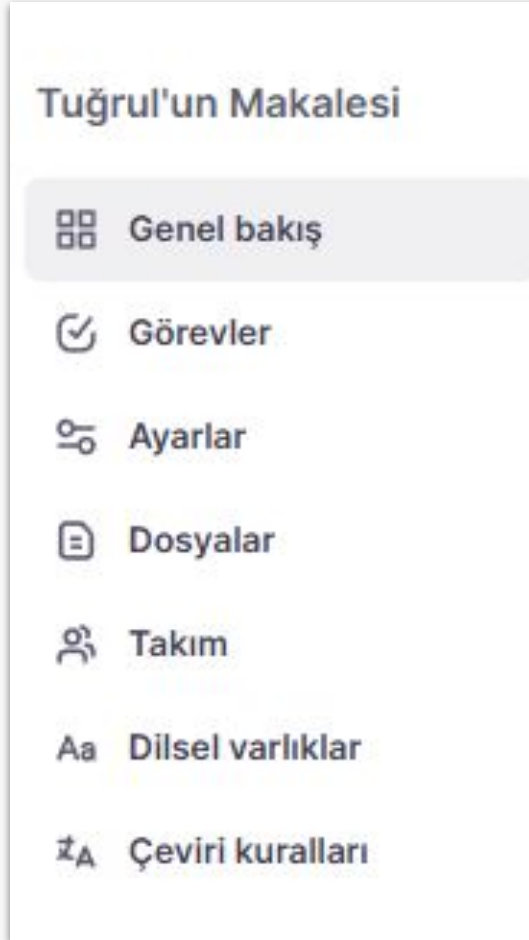 Tuğrul'un Makalesi
Genel bakış
Görevler
Ayarlar
Dosyalar
Takım
Aa Dilsel varlıklar
Çeviri kuralları